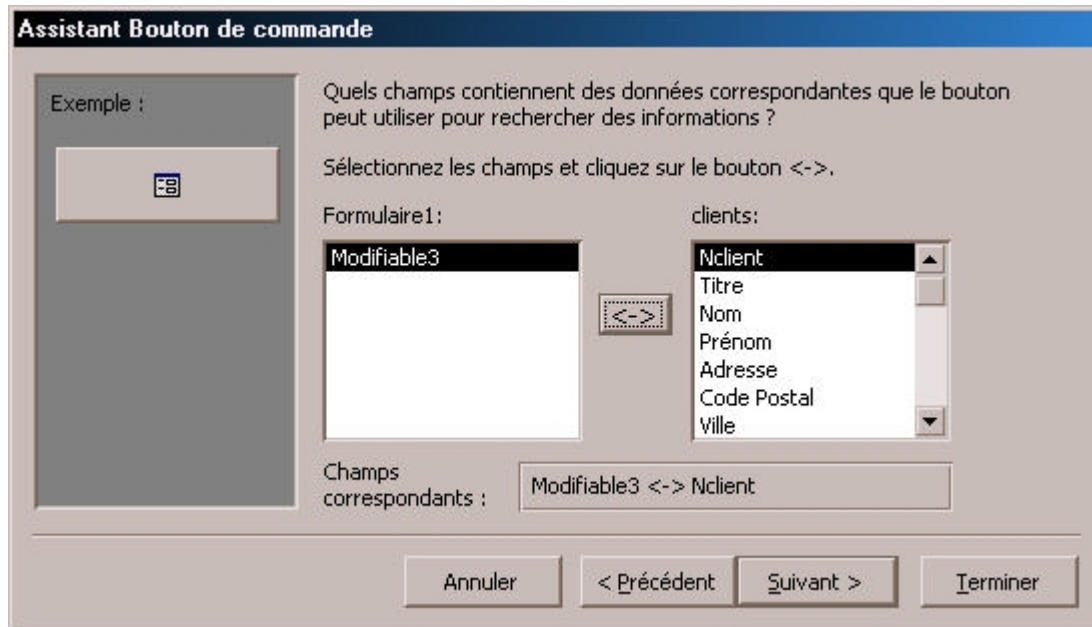 Assistant Bouton de commande
Exemple :
Quels champs contiennent des données correspondantes que le bouton
peut utiliser pour rechercher des informations ?
Sélectionnez les champs et cliquez sur le bouton <->.
Formulaire1:
clients:
Modifiable3
<->
Nclient
Titre
Nom
Prénom
Adresse
Code Postal
Ville
Champs
correspondants :
Modifiable3 <-> Nclient
Annuler
< Précédent
Suivant >
Terminer